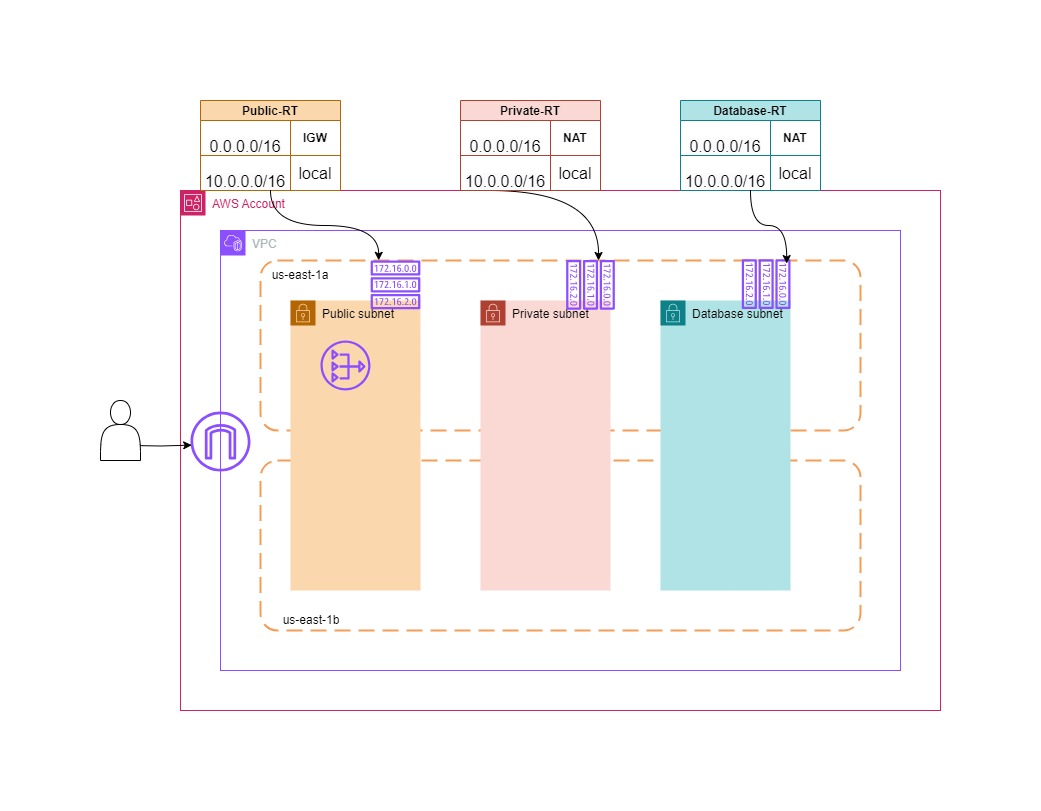 Public-RT
0.0.0.0/16 IGW
10.0.0.0/16 local
Private-RT
0.0.0.0/16 NAT
10.0.0.0/16 local
Database-RT
0.0.0.0/16 NAT
10.0.0.0/16 local
AWS Account
VPC
us-east-1a
172.16.0.0
172.16.1.0
172.16.2.0
172.16.2.0
172.16.1.0
172.16.0.0
172.16.2.0
172.16.1.0
172.16.0.0
Public subnet
Private subnet
Database subnet
us-east-1b